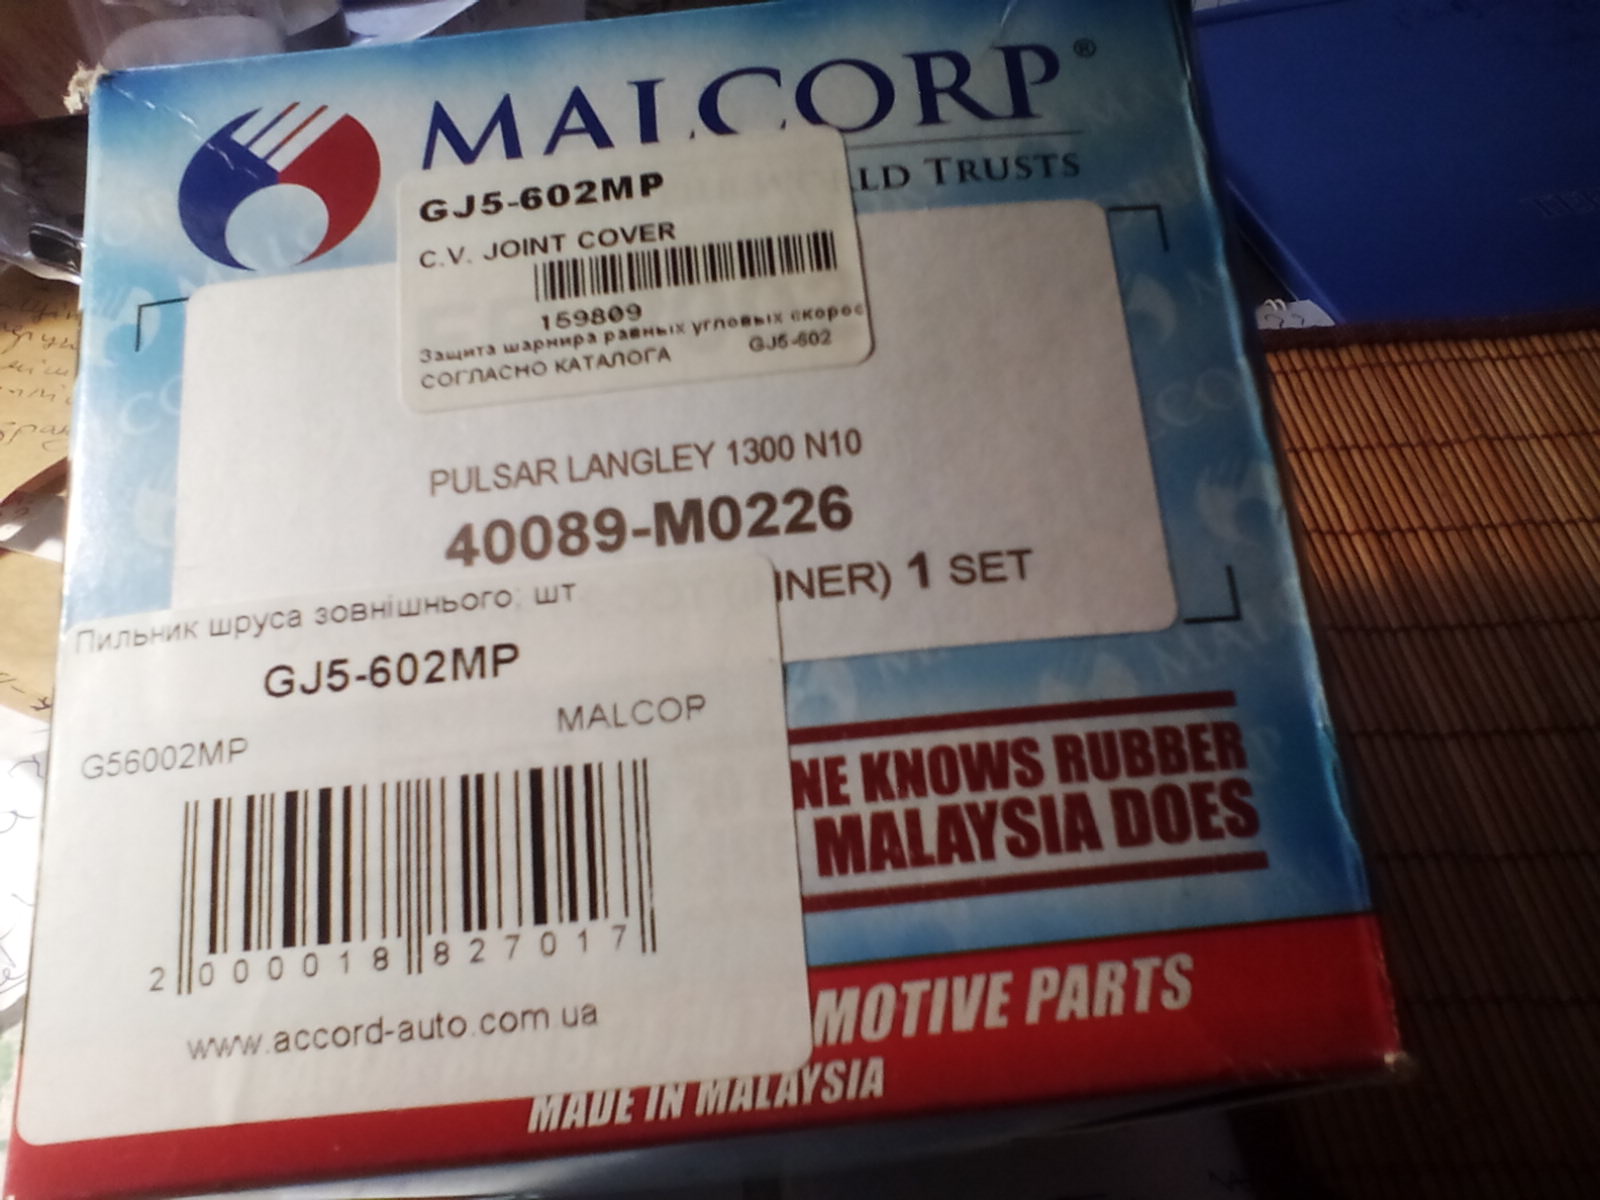 MALCORP®
LD TRUSTS
GJ5-602MP
C.V. JOINT COVER
159809
Защита шарнира равных угловых скорос
СОГЛАСНО КАТАЛОГА GJ5-602
PULSAR LANGLEY 1300 N10
40089-M0226
INER) 1 SET
Пильник шруса зовнішнього; шт
GJ5-602MP
MALCOP
G56002MP
2 000018 827017
www.accord-auto.com.ua
NE KNOWS RUBBER
MALAYSIA DOES
MOTIVE PARTS
MADE IN MALAYSIA